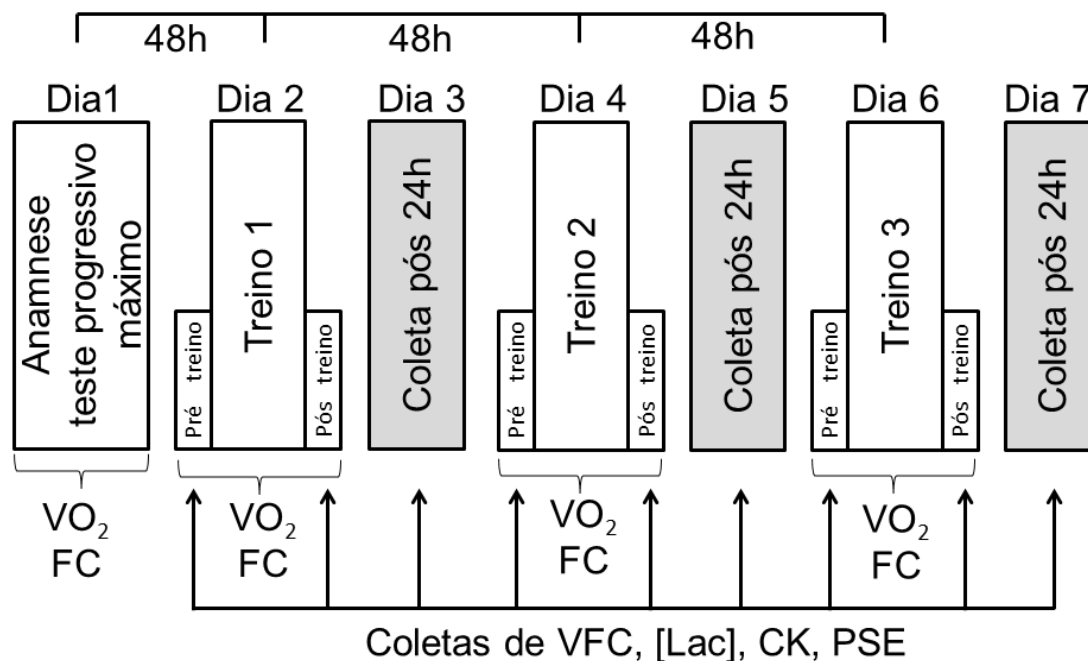 48h
48h
48h
Dia1
Dia 2
Dia 3
Dia 4
Dia 5
Dia 6
Dia 7
Anamnese
teste progressivo
máximo
Pré treino
Treino 1
Pós treino
Coleta pós 24h
Pré treino
Treino 2
Pós treino
Coleta pós 24h
Pré treino
Treino 3
Pós treino
Coleta pós 24h
VO₂
FC
VO₂
FC
VO₂
FC
VO₂
FC
Coletas de VFC, [Lac], CK, PSE